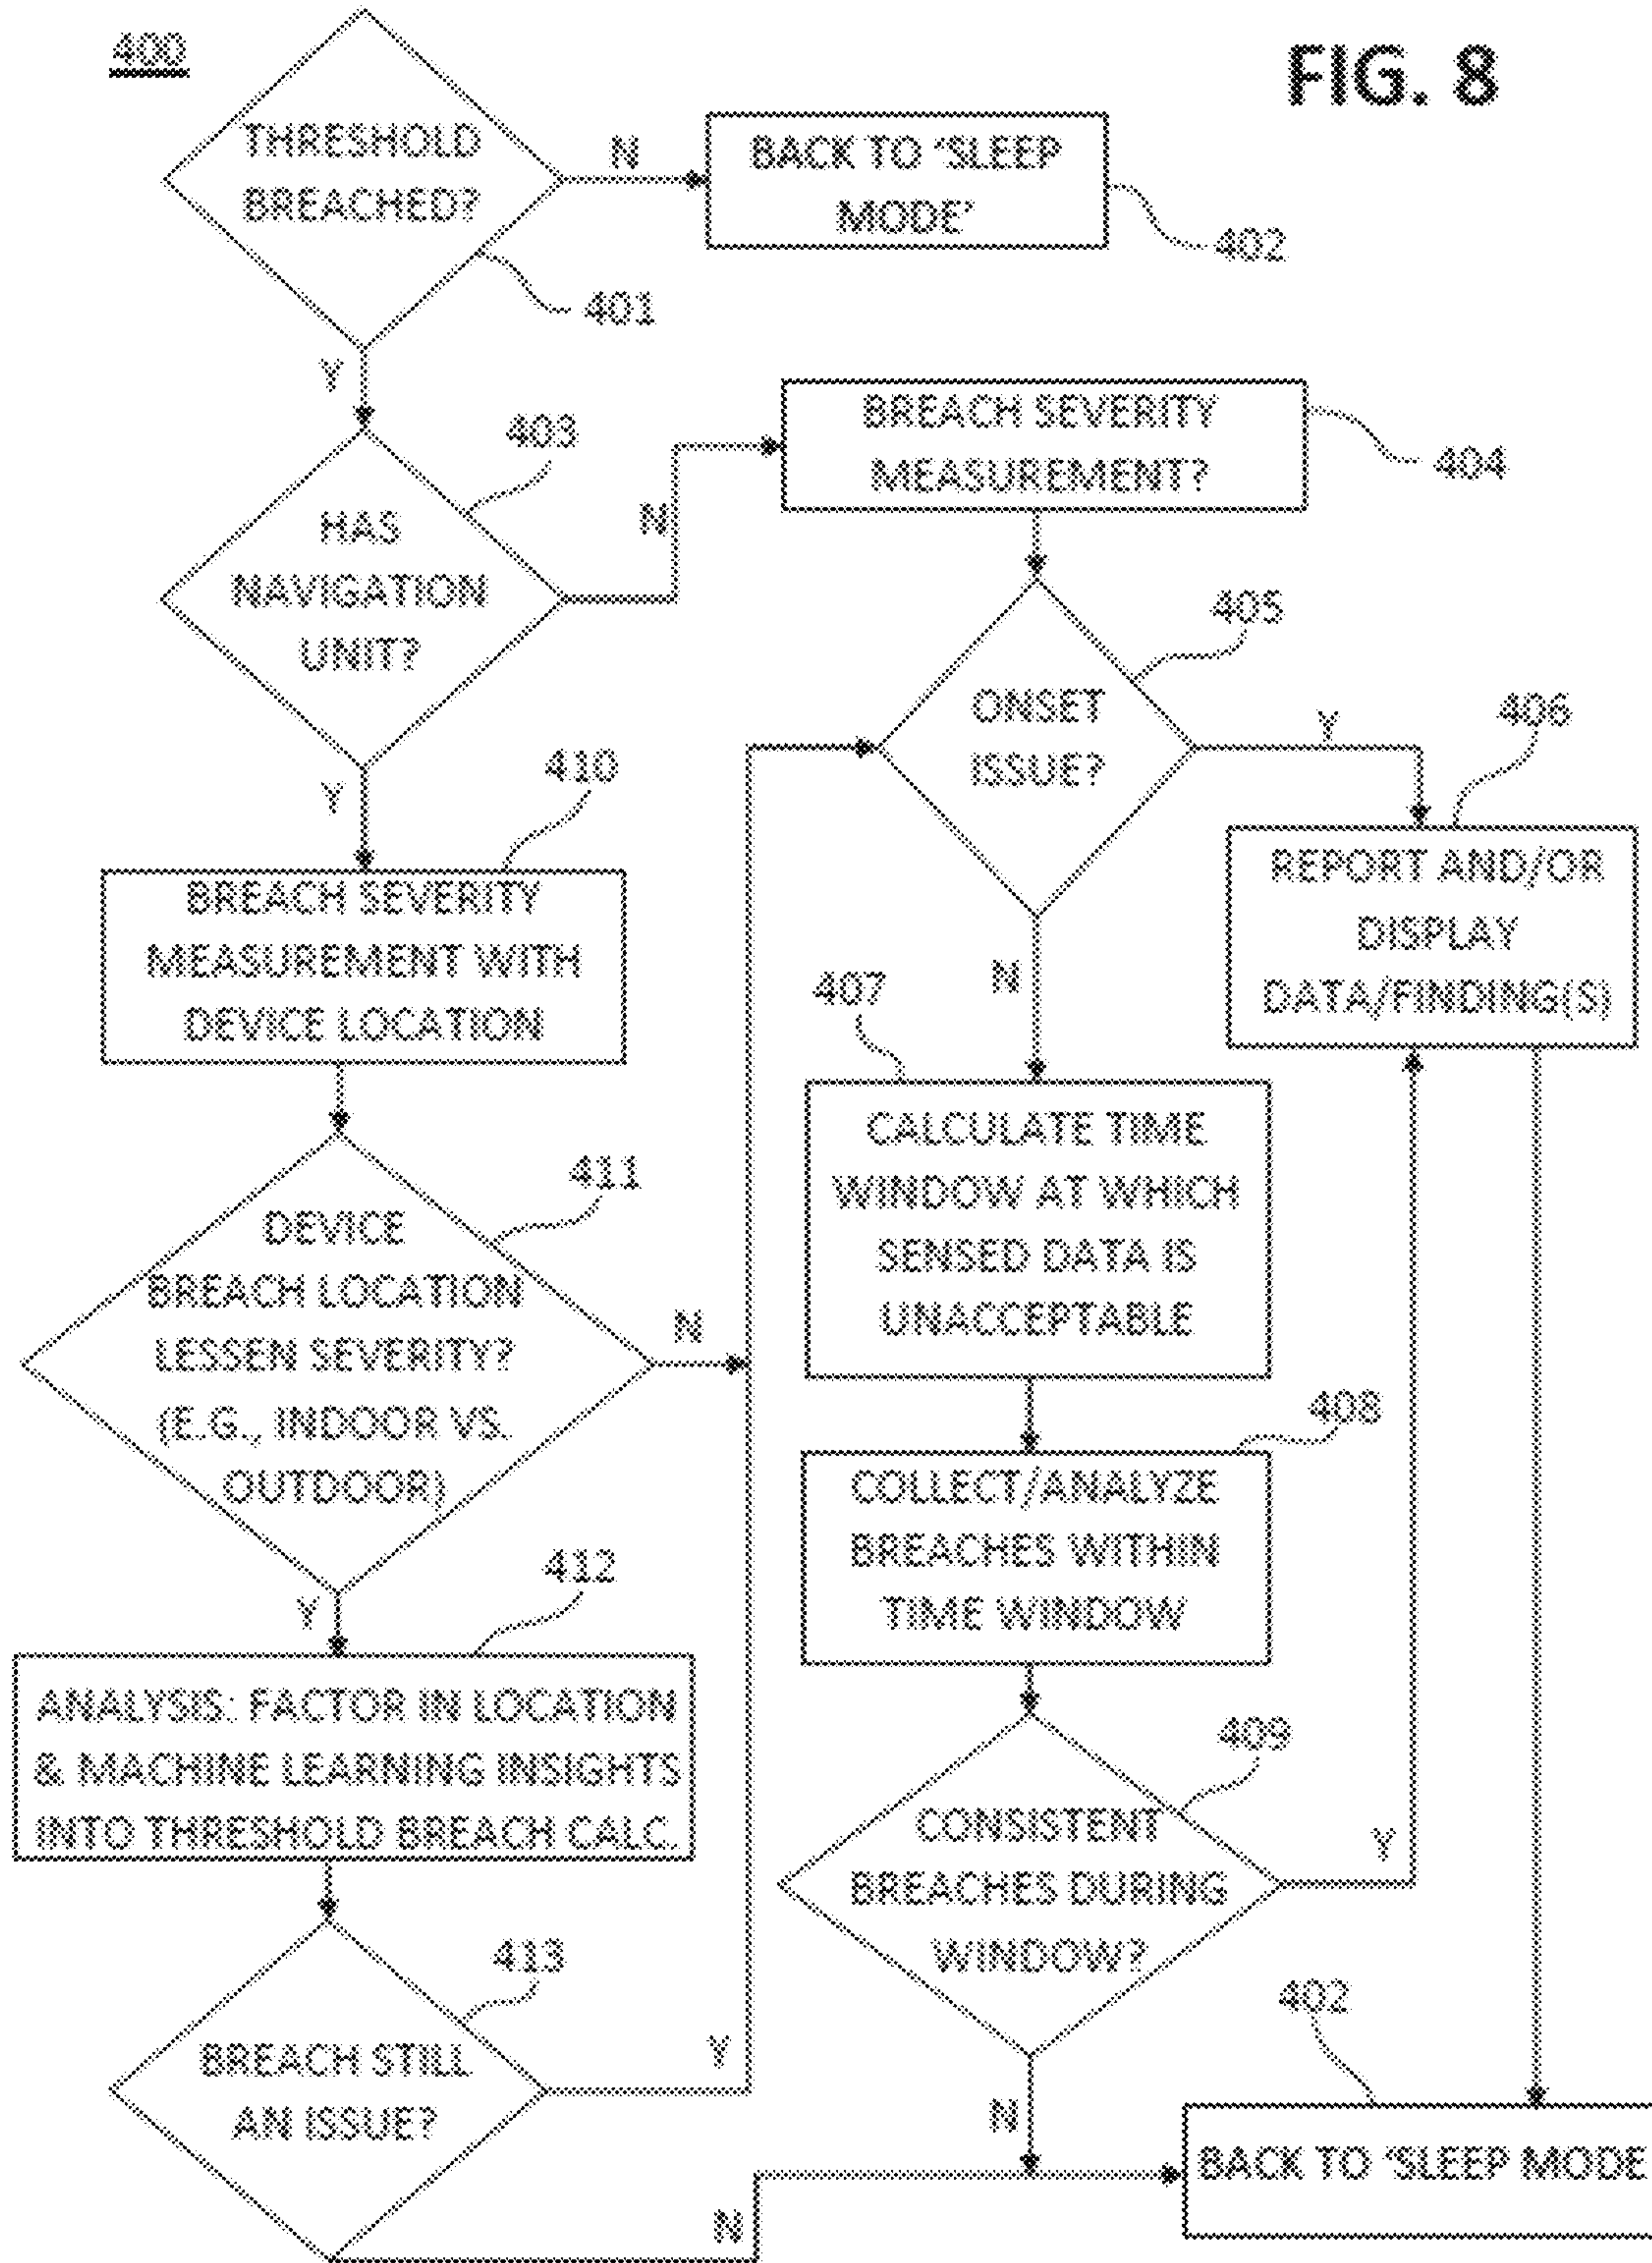 400
FIG. 8
THRESHOLD
BREACHED?
N
BACK TO ‘SLEEP
MODE’
402
401
Y
403
HAS
NAVIGATION
UNIT?
N
BREACH SEVERITY
MEASUREMENT?
404
405
ONSET
ISSUE?
Y
406
REPORT AND/OR
DISPLAY
DATA/FINDING(S)
Y
410
BREACH SEVERITY
MEASUREMENT WITH
DEVICE LOCATION
N
407
CALCULATE TIME
WINDOW AT WHICH
SENSED DATA IS
UNACCEPTABLE
411
DEVICE
BREACH LOCATION
LESSEN SEVERITY?
(E.G., INDOOR VS.
OUTDOOR)
N
408
COLLECT/ANALYZE
BREACHES WITHIN
TIME WINDOW
Y
412
ANALYSIS: FACTOR IN LOCATION
& MACHINE LEARNING INSIGHTS
INTO THRESHOLD BREACH CALC.
409
CONSISTENT
BREACHES DURING
WINDOW?
Y
413
BREACH STILL
AN ISSUE?
Y
N
402
BACK TO ‘SLEEP MODE
N